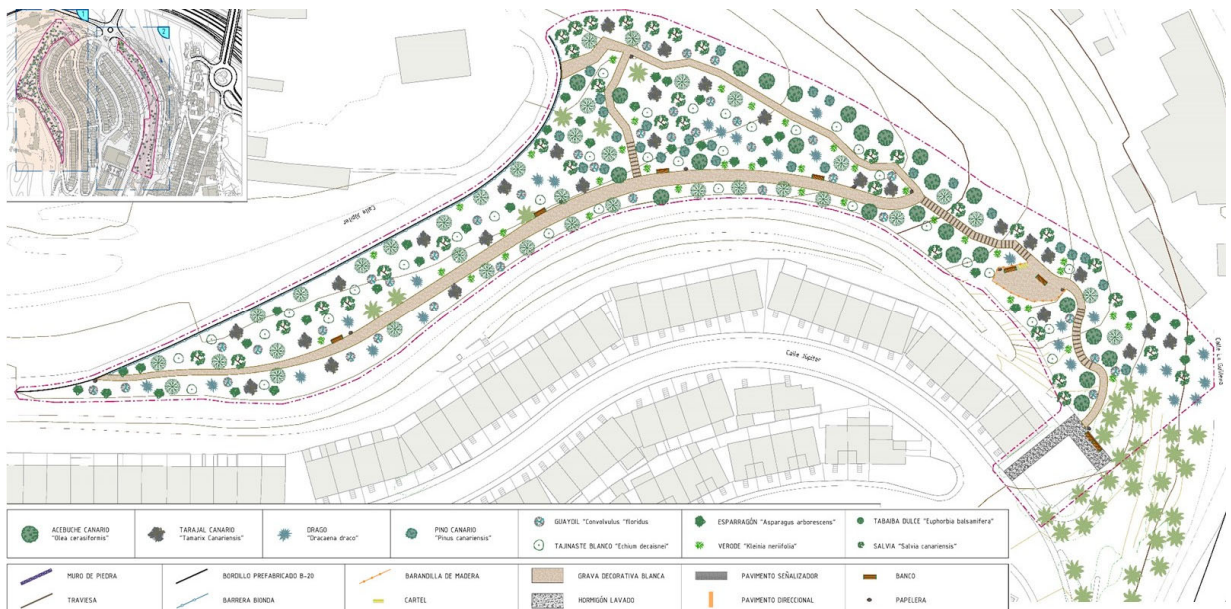 1
2
Calle Júpiter
Calle Júpiter
Calle La Gallera
ACEBUCHE CANARIO
"Olea cerasiformis"
TARAJAL CANARIO
"Tamarix Canariensis"
DRAGO
"Dracaena draco"
PINO CANARIO
"Pinus canariensis"
GUAYDIL "Convolvulus "floridus
TAJINASTE BLANCO "Echium decaisnei"
ESPARRAGÓN "Asparagus arborescens"
VERODE "Kleinia neriifolia"
TABAIBA DULCE "Euphorbia balsamifera"
SALVIA "Salvia canariensis"
MURO DE PIEDRA
TRAVIESA
BORDILLO PREFABRICADO B-20
BARRERA BIONDA
BARANDILLA DE MADERA
CARTEL
GRAVA DECORATIVA BLANCA
HORMIGÓN LAVADO
PAVIMENTO SEÑALIZADOR
PAVIMENTO DIRECCIONAL
BANCO
PAPELERA